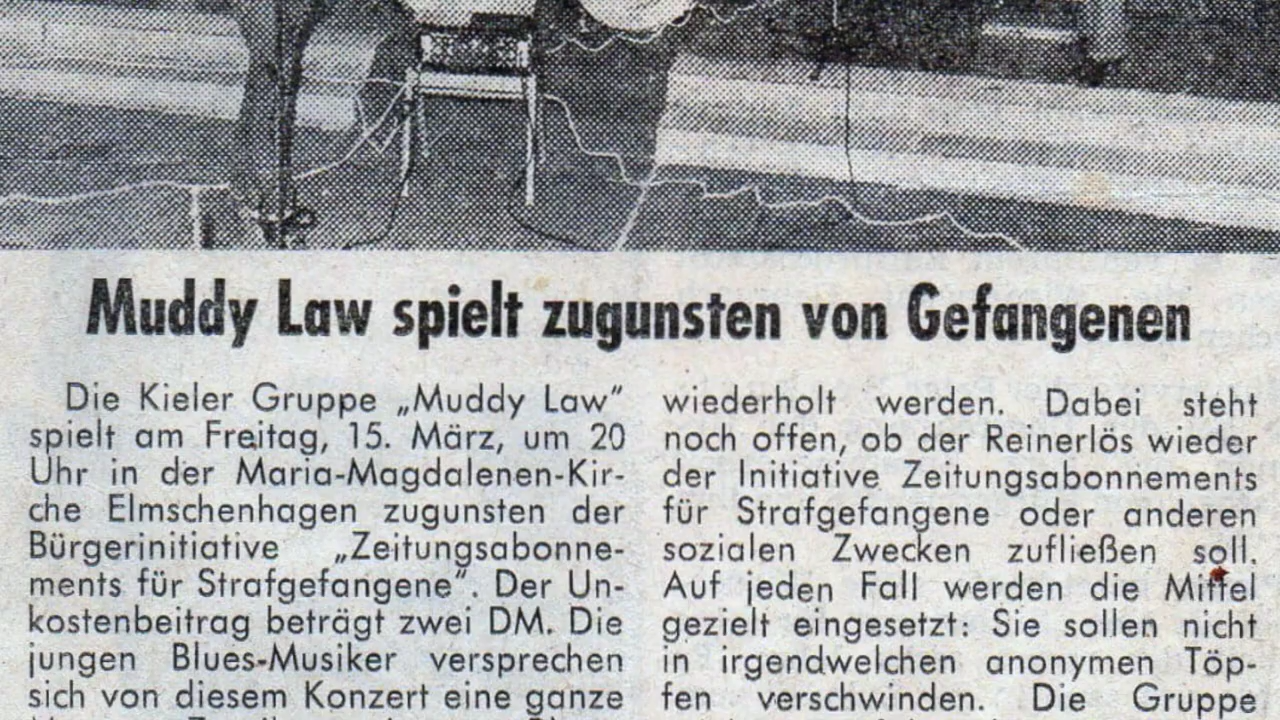 Muddy Law spielt zugunsten von Gefangenen
Die Kieler Gruppe „Muddy Law”
spielt am Freitag, 15. März, um 20
Uhr in der Maria-Magdalenen-Kir-
che Elmschenhagen zugunsten der
Bürgerinitiative „Zeitungsabonne-
ments für Strafgefangene”. Der Un-
kostenbeitrag beträgt zwei DM. Die
jungen Blues-Musiker versprechen
sich von diesem Konzert eine ganze
wiederholt werden. Dabei steht
noch offen, ob der Reinerlös wieder
der Initiative Zeitungsabonnements
für Strafgefangene oder anderen
sozialen Zwecken zufließen soll.
Auf jeden Fall werden die Mittel
gezielt eingesetzt: Sie sollen nicht
in irgendwelchen anonymen Töp-
fen verschwinden. Die Gruppe